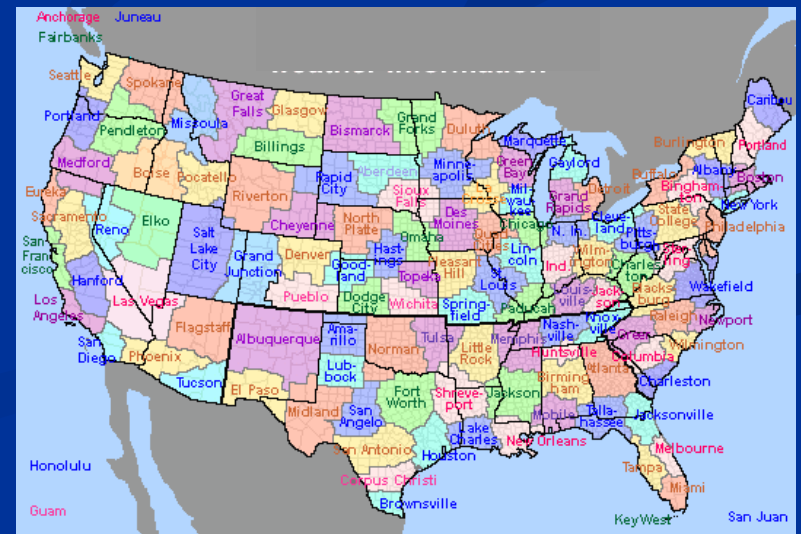 Anchorage Juneau
Fairbanks
Seattle
Spokane
Great
Falls
Glasgow
Portland
Missoula
Pendleton
Billings
Bismarck
Grand
Forks
Duluth
Marquette
Caribou
Medford
Boise
Pocatello
Riverton
Rapid
City
Aberdeen
Minne-
apolis
Green
Bay
Gaylord
Burlington
Portland
Eureka
Sioux
Falls
Mil-
wau
kee
Grand
Rapids
Detroit
Buffalo
Albany
Boston
Bingham-
ton
New York
Sacramento
Reno
Elko
Salt
Lake
City
Cheyenne
North
Platte
Omaha
Des
Moines
Chicago
N. In.
Cleve-
land
Pitts-
burg
State
College
Philadelphia
San
Fran
cisco
Hanford
Grand
Junction
Denver
Good-
land
Hast-
ings
Topeka
Pleasant
Hill
St
Louis
Lin-
coln
Ind
Charles
ton
Wakefield
Los
Angeles
Las Vegas
Pueblo
Dodge
City
Wichita
Spring-
field
Paducah
Louis-
ville
Jack
son
Blacks
burg
San
Diego
Phoenix
Flagstaff
Albuquerque
Ama-
rillo
Norman
Tulsa
Little
Rock
Memphis
Nash-
ville
Knox
ville
Raleigh
Newport
Green
Wilmington
Tucson
El Paso
Lub-
bock
Huntsville
Birming
ham
Atlanta
Columbia
Charleston
Midland
San
Angelo
Fort
Worth
Shreve-
port
Jackson
Mobile
Talla-
hassee
Jacksonville
San Antonio
Houston
Lake
Charles
New Orleans
Melbourne
Tampa
Miami
Honolulu
Corpus Christi
Brownsville
Guam
KeyWest
San Juan